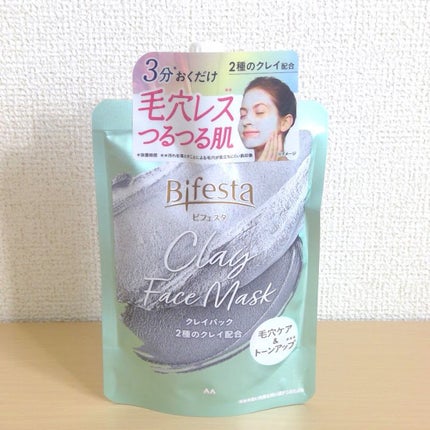 3分*おくだけ
2種のクレイ配合
毛穴レス
つるつる肌
Bifesta
ビフェスタ
Clay
Face Mask
クレイパック
2種のクレイ配合
毛穴ケア
&
トーンアップ